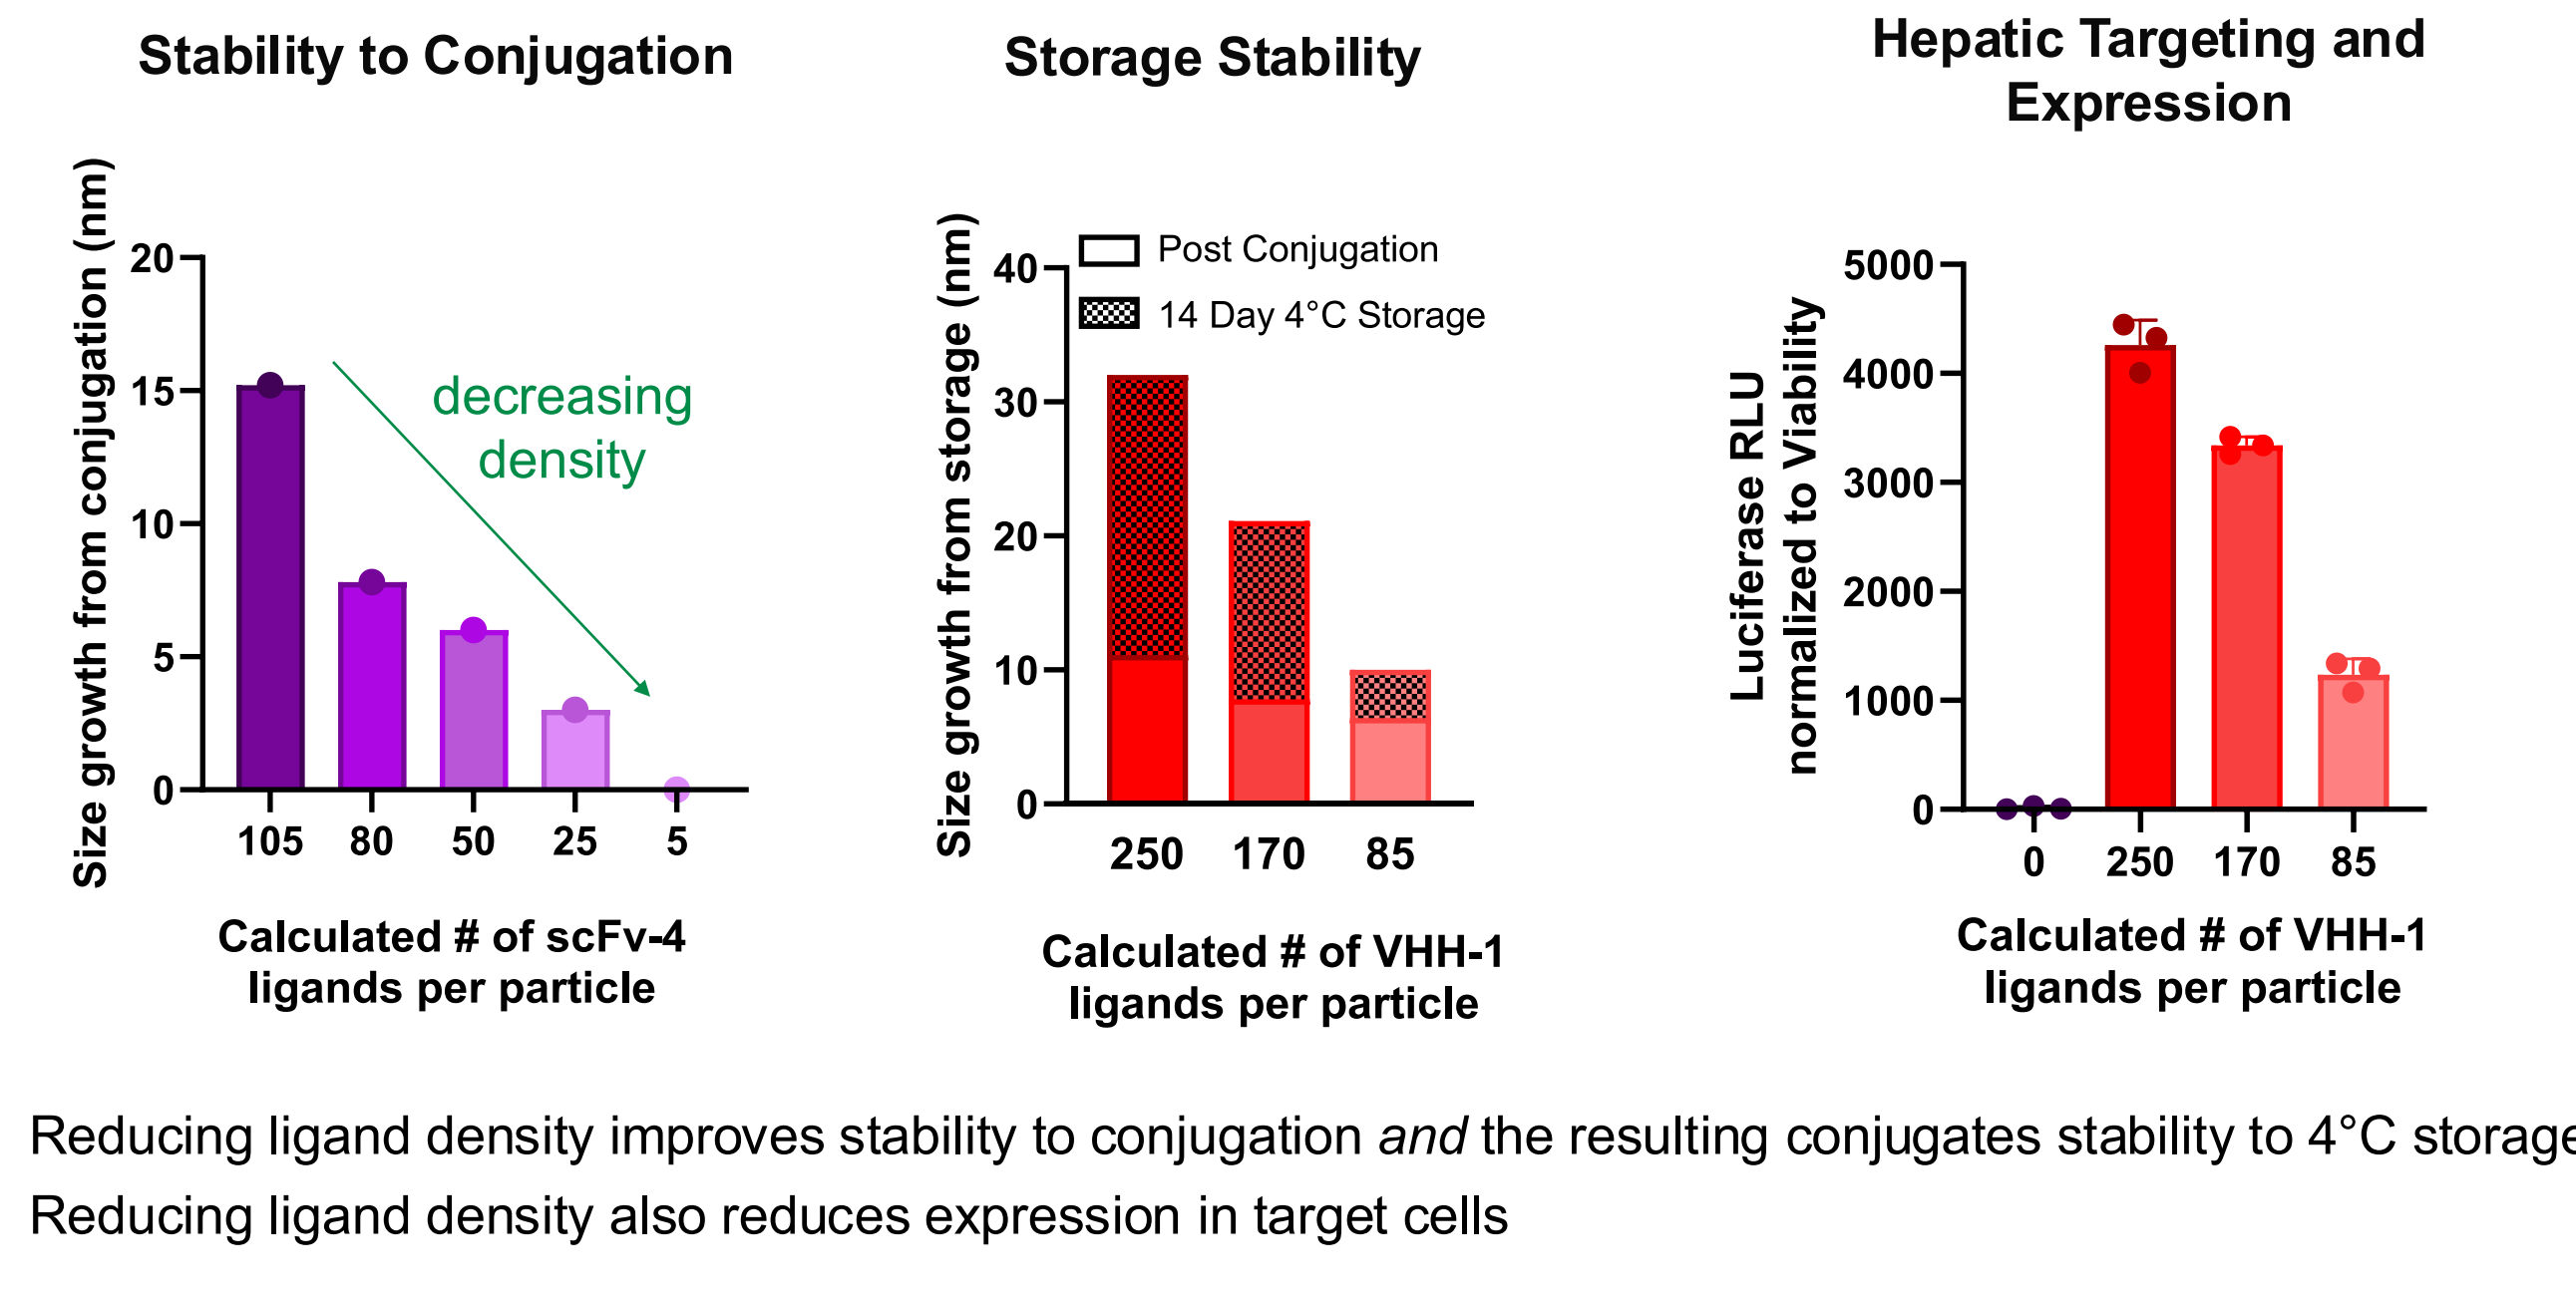 Stability to Conjugation
Size growth from conjugation (nm)
20
15
10
5
0
decreasing
density
105 80 50 25 5
Calculated # of scFv-4
ligands per particle
Storage Stability
Size growth from storage (nm)
40
30
20
10
0
Post Conjugation
14 Day 4°C Storage
250 170 85
Calculated # of VHH-1
ligands per particle
Hepatic Targeting and
Expression
Luciferase RLU
normalized to Viability
5000
4000
3000
2000
1000
0
0 250 170 85
Calculated # of VHH-1
ligands per particle
Reducing ligand density improves stability to conjugation and the resulting conjugates stability to 4°C storage
Reducing ligand density also reduces expression in target cells